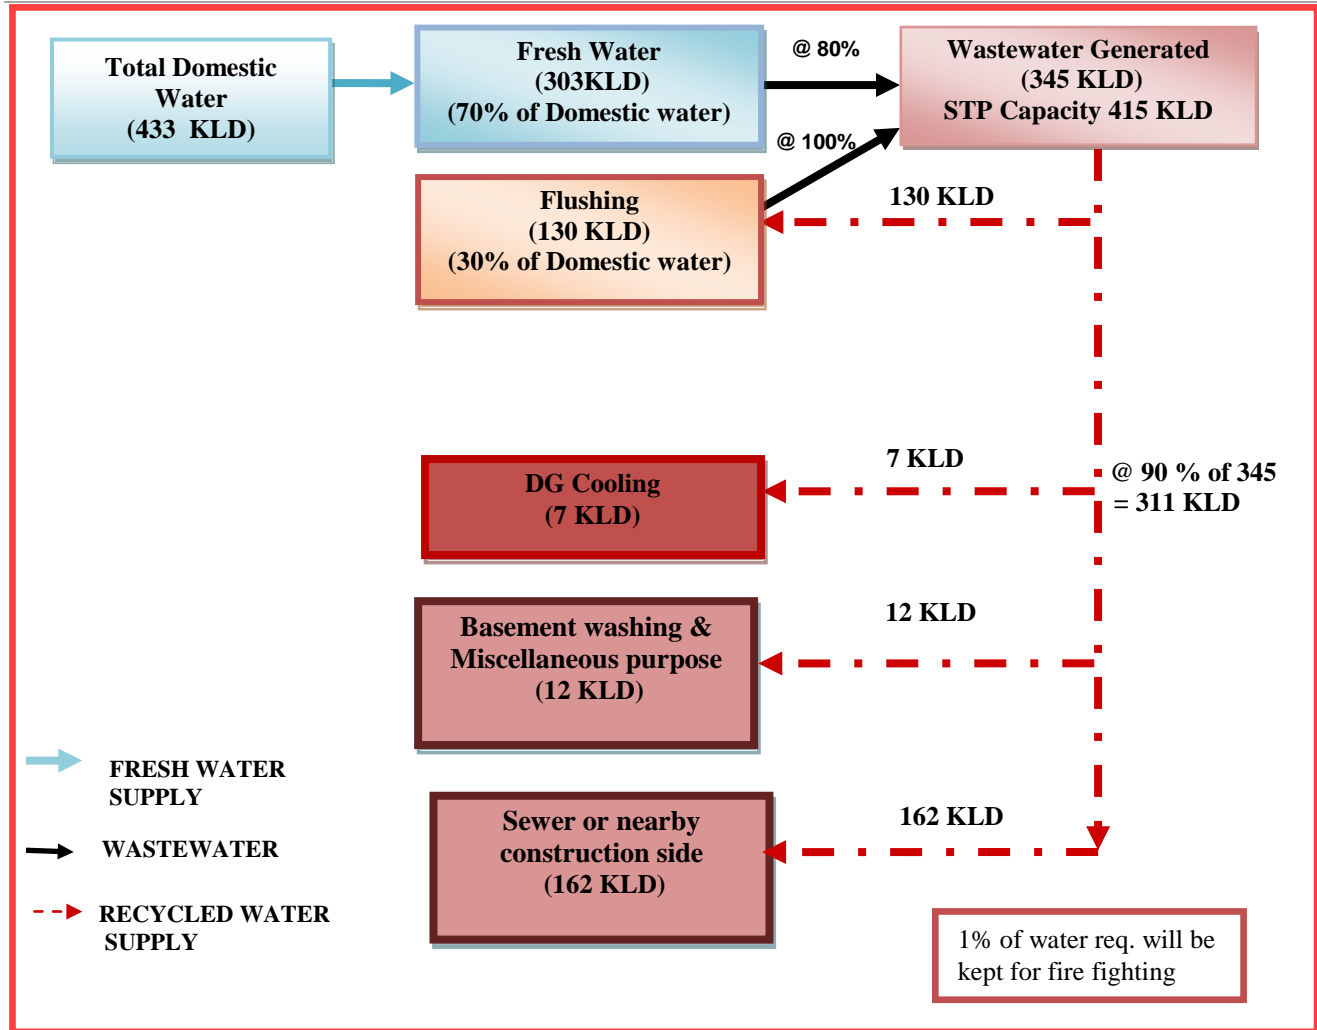 Total Domestic
Water
(433 KLD)
Fresh Water
(303KLD)
(70% of Domestic water)
@ 80%
Wastewater Generated
(345 KLD)
STP Capacity 415 KLD
@ 100%
Flushing
(130 KLD)
(30% of Domestic water)
130 KLD
DG Cooling
(7 KLD)
7 KLD
@ 90 % of 345
= 311 KLD
Basement washing &
Miscellaneous purpose
(12 KLD)
12 KLD
Sewer or nearby
construction side
(162 KLD)
162 KLD
FRESH WATER
SUPPLY
WASTEWATER
RECYCLED WATER
SUPPLY
1% of water req. will be
kept for fire fighting